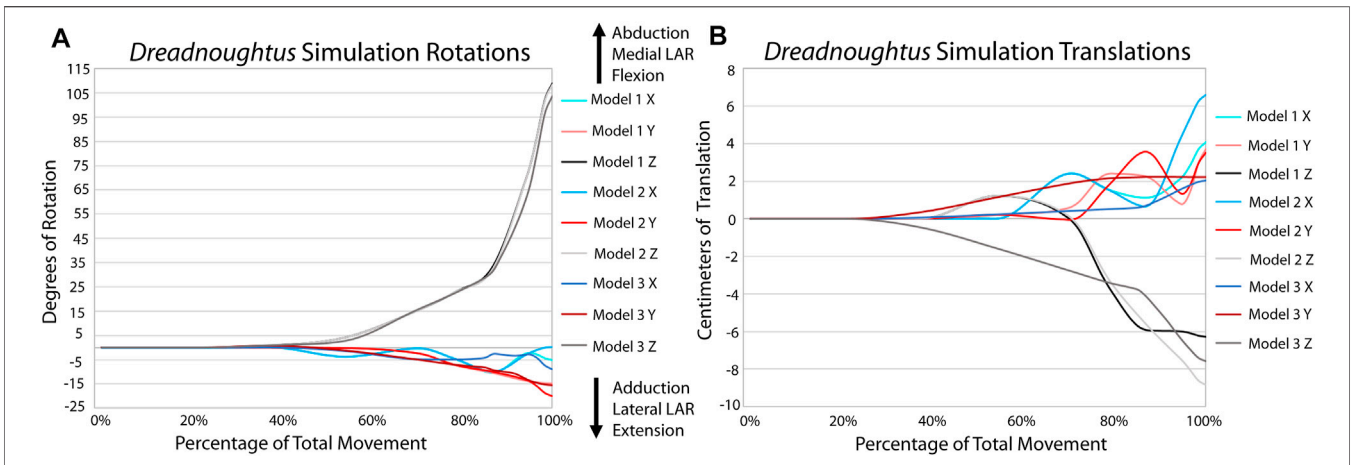 A
Dreadnoughtus Simulation Rotations
115
105
95
85
75
65
55
45
35
25
15
5
-5
-15
-25
Degrees of Rotation
0%
20%
40%
60%
80%
100%
Percentage of Total Movement
Abduction
Medial LAR
Flexion
Model 1 X
Model 1 Y
Model 1 Z
Model 2 X
Model 2 Y
Model 2 Z
Model 3 X
Model 3 Y
Model 3 Z
Adduction
Lateral LAR
Extension
B
Dreadnoughtus Simulation Translations
8
6
4
2
0
-2
-4
-6
-8
-10
Centimeters of Translation
0%
20%
40%
60%
80%
100%
Percentage of Total Movement
Model 1 X
Model 1 Y
Model 1 Z
Model 2 X
Model 2 Y
Model 2 Z
Model 3 X
Model 3 Y
Model 3 Z